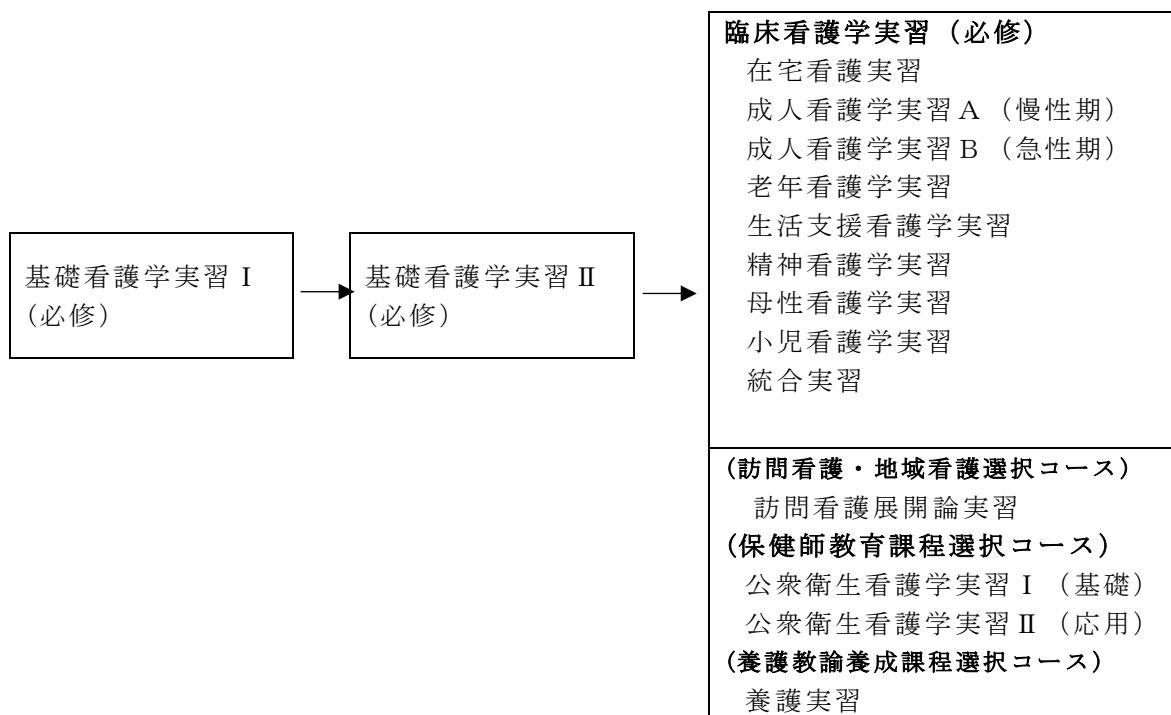 基礎看護学実習Ⅰ
(必修)
基礎看護学実習Ⅱ
(必修)
臨床看護学実習(必修)
在宅看護実習
成人看護学実習A(慢性期)
成人看護学実習B(急性期)
老年看護学実習
生活支援看護学実習
精神看護学実習
母性看護学実習
小児看護学実習
統合実習
(訪問看護・地域看護選択コース)
訪問看護展開論実習
(保健師教育課程選択コース)
公衆衛生看護学実習Ⅰ(基礎)
公衆衛生看護学実習Ⅱ(応用)
(養護教諭養成課程選択コース)
養護実習